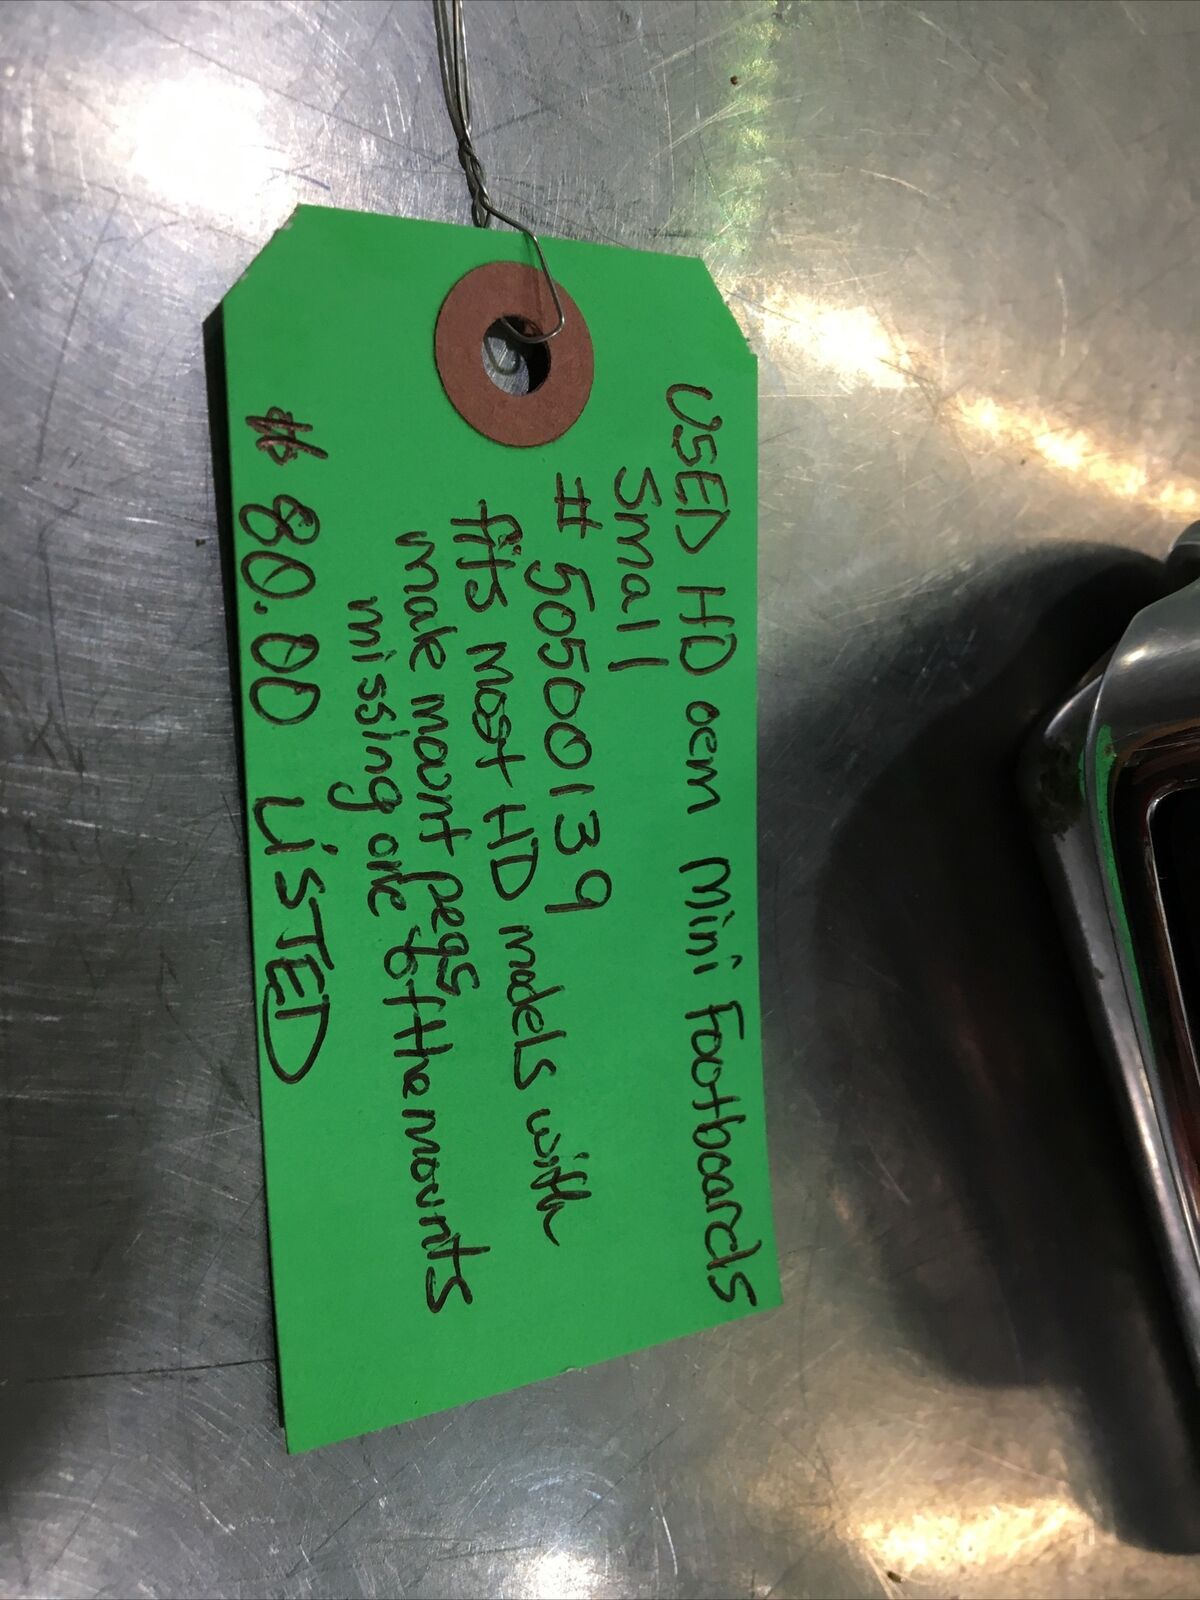 USED HD oem Mini Footboards
Small
# 50500139
fits most HD models with
make mount pegs
missing one of the mounts
$ 80.00 LiSTED